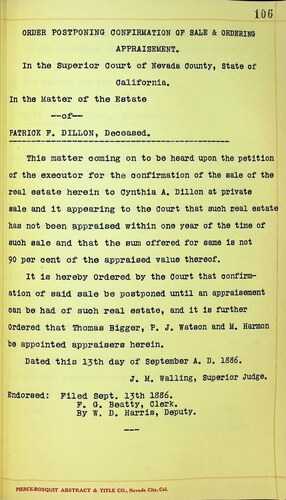 106
ORDER POSTPONING CONFIRMATION OF SALE & ORDERING
APPRAISEMENT.
In the Superior Court of Nevada County, State of
California.
In the Matter of the Estate
--of--
PATRICK F. DILLON, Deceased.
This matter coming on to be heard upon the petition
of the executor for the confirmation of the sale of the
real estate herein to Cynthia A. Dillon at private
sale and it appearing to the Court that such real estate
has not been appraised within one year of the time of
such sale and that the sum offered for same is not
90 per cent of the appraised value thereof.
It is hereby Ordered by the Court that confirm-
ation of said sale be postponed until an appraisement
can be had of such real estate, and it is further
Ordered that Thomas Bigger, P. J. Watson and M. Harmon
be appointed appraisers herein.
Dated this 13th day of September A. D. 1886.
J. M. Walling, Superior Judge.
Endorsed: Filed Sept. 13th 1886.
F. G. Beatty, Clerk.
By W. D. Harris, Deputy.
---
PIERCE-BOSQUIT ABSTRACT & TITLE CO., Nevada City, Cal.